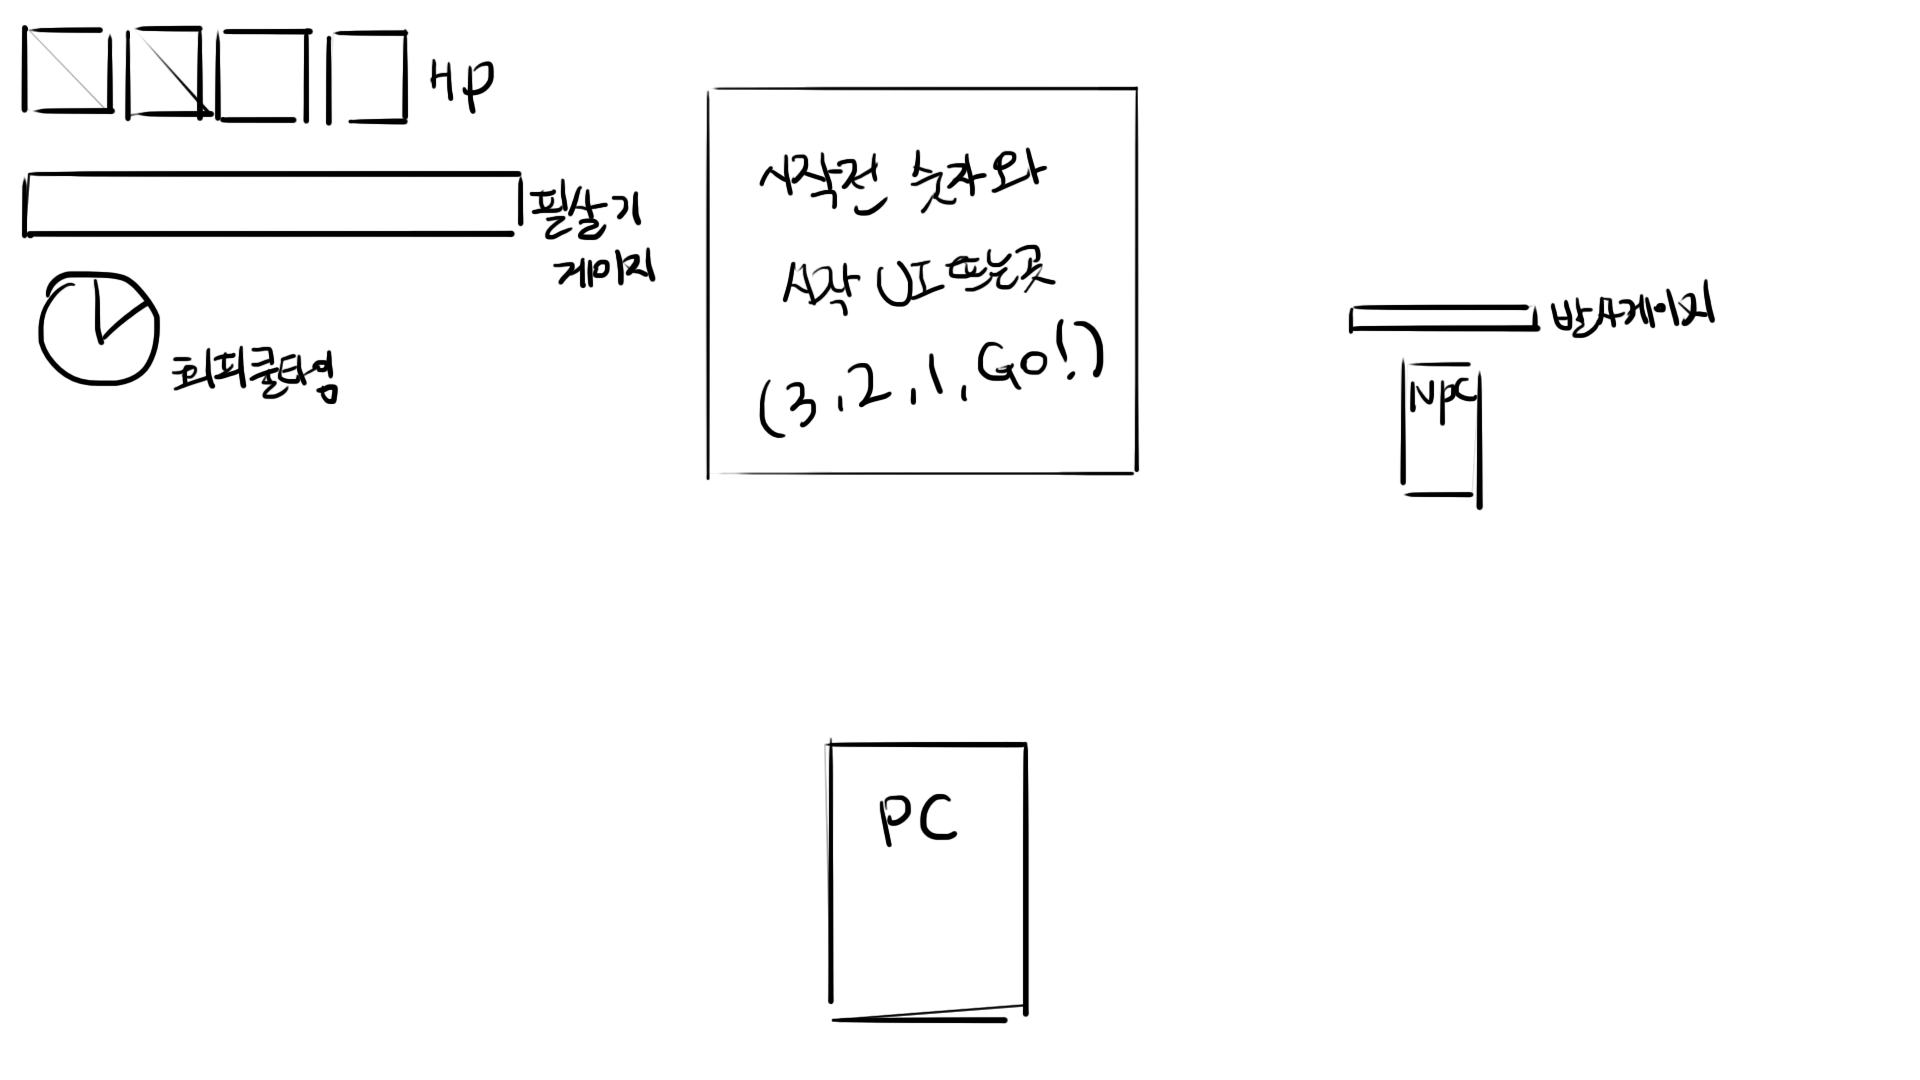 HP
필살기
게이지
회피쿨타임
시작전 숫자와
시작 UI 뜨는곳
(3, 2, 1, GO!)
발사게이지
NPC
PC